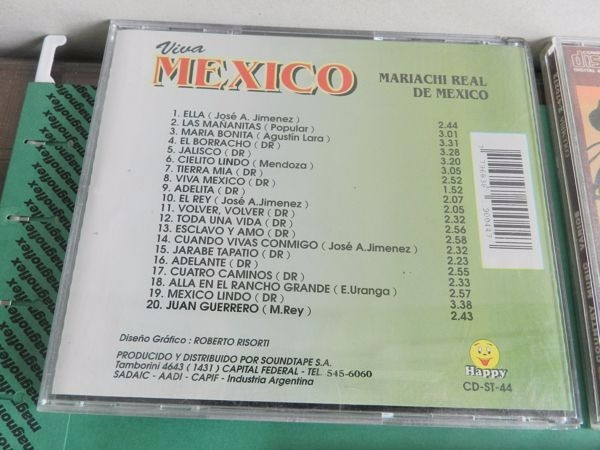 Viva
MEXICO
MARIACHI REAL
DE MEXICO
1. ELLA ( José A. Jimenez ) 2.44
2. LAS MAÑANITAS ( Popular ) 3.01
3. MARIA BONITA ( Agustín Lara ) 3.31
4. EL BORRACHO ( DR ) 3.28
5. JALISCO ( DR ) 3.20
6. CIELITO LINDO ( Mendoza ) 3.05
7. TIERRA MIA ( DR ) 2.52
8. VIVA MEXICO ( DR ) 1.52
9. ADELITA ( DR ) 2.07
10. EL REY ( José A.Jimenez ) 2.05
11. VOLVER, VOLVER ( DR ) 2.32
12. TODA UNA VIDA ( DR ) 2.56
13. ESCLAVO Y AMO ( DR ) 2.58
14. CUANDO VIVAS CONMIGO ( José A.Jimenez ) 2.32
15. JARABE TAPATIO ( DR ) 2.23
16. ADELANTE ( DR ) 2.55
17. CUATRO CAMINOS ( DR ) 2.33
18. ALLA EN EL RANCHO GRANDE ( E.Uranga ) 2.57
19. MEXICO LINDO ( DR ) 3.38
20. JUAN GUERRERO ( M.Rey ) 2.43
Diseño Gráfico : ROBERTO RISORTI
PRODUCIDO Y DISTRIBUIDO POR SOUNDTAPE S.A.
Tamborini 4643 ( 1431 ) CAPITAL FEDERAL - TEL. 545-6060
SADAIC - AADI - CAPIF - Industria Argentina
Happy
CD-ST-44
magnoflex
magnoflex
magnoflex
magnoflex